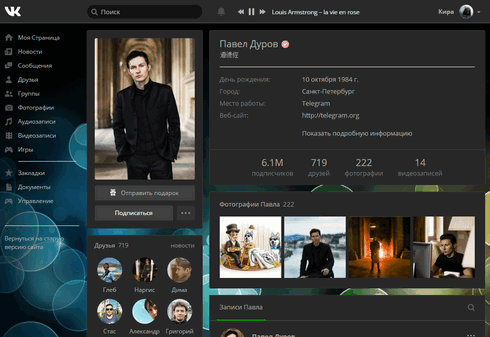 Поиск
Louis Armstrong – la vie en rose
Кира
Моя Страница
Новости
Сообщения
Друзья
Группы
Фотографии
Аудиозаписи
Видеозаписи
Игры
Закладки
Документы
Управление
Вернуться на старую
версию сайта
Отправить подарок
Подписаться
Друзья 719
новости
Глеб
Наргис
Дима
Стас
Александр
Григорий
Павел Дуров
День рождения:
10 октября 1984 г.
Город:
Санкт-Петербург
Место работы:
Telegram
Веб-сайт:
http://telegram.org
Показать подробную информацию
6.1M
подписчиков
719
друзей
222
фотографии
14
видеозаписей
Фотографии Павла 222
Записи Павла
Павел Дуров